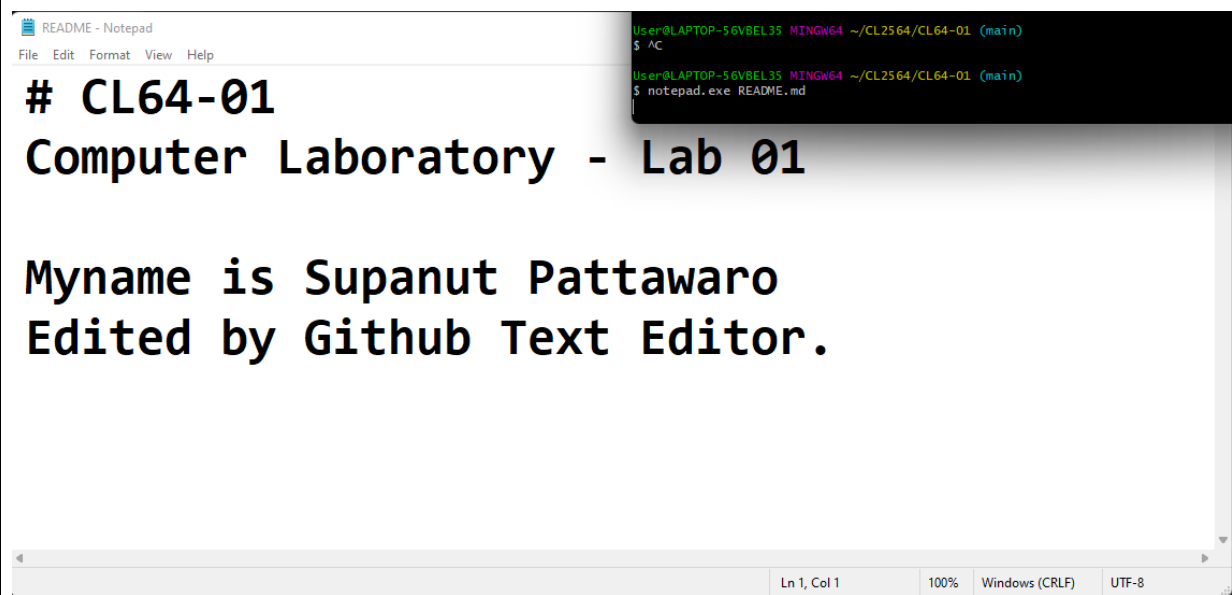 README - Notepad
File Edit Format View Help
# CL64-01
Computer Laboratory - Lab 01
Myname is Supanut Pattawaro
Edited by Github Text Editor.
User@LAPTOP-56VBEL35 MINGW64 ~/CL2564/CL64-01 (main)
$ ^C
User@LAPTOP-56VBEL35 MINGW64 ~/CL2564/CL64-01 (main)
$ notepad.exe README.md
Ln 1, Col 1 100% Windows (CRLF) UTF-8